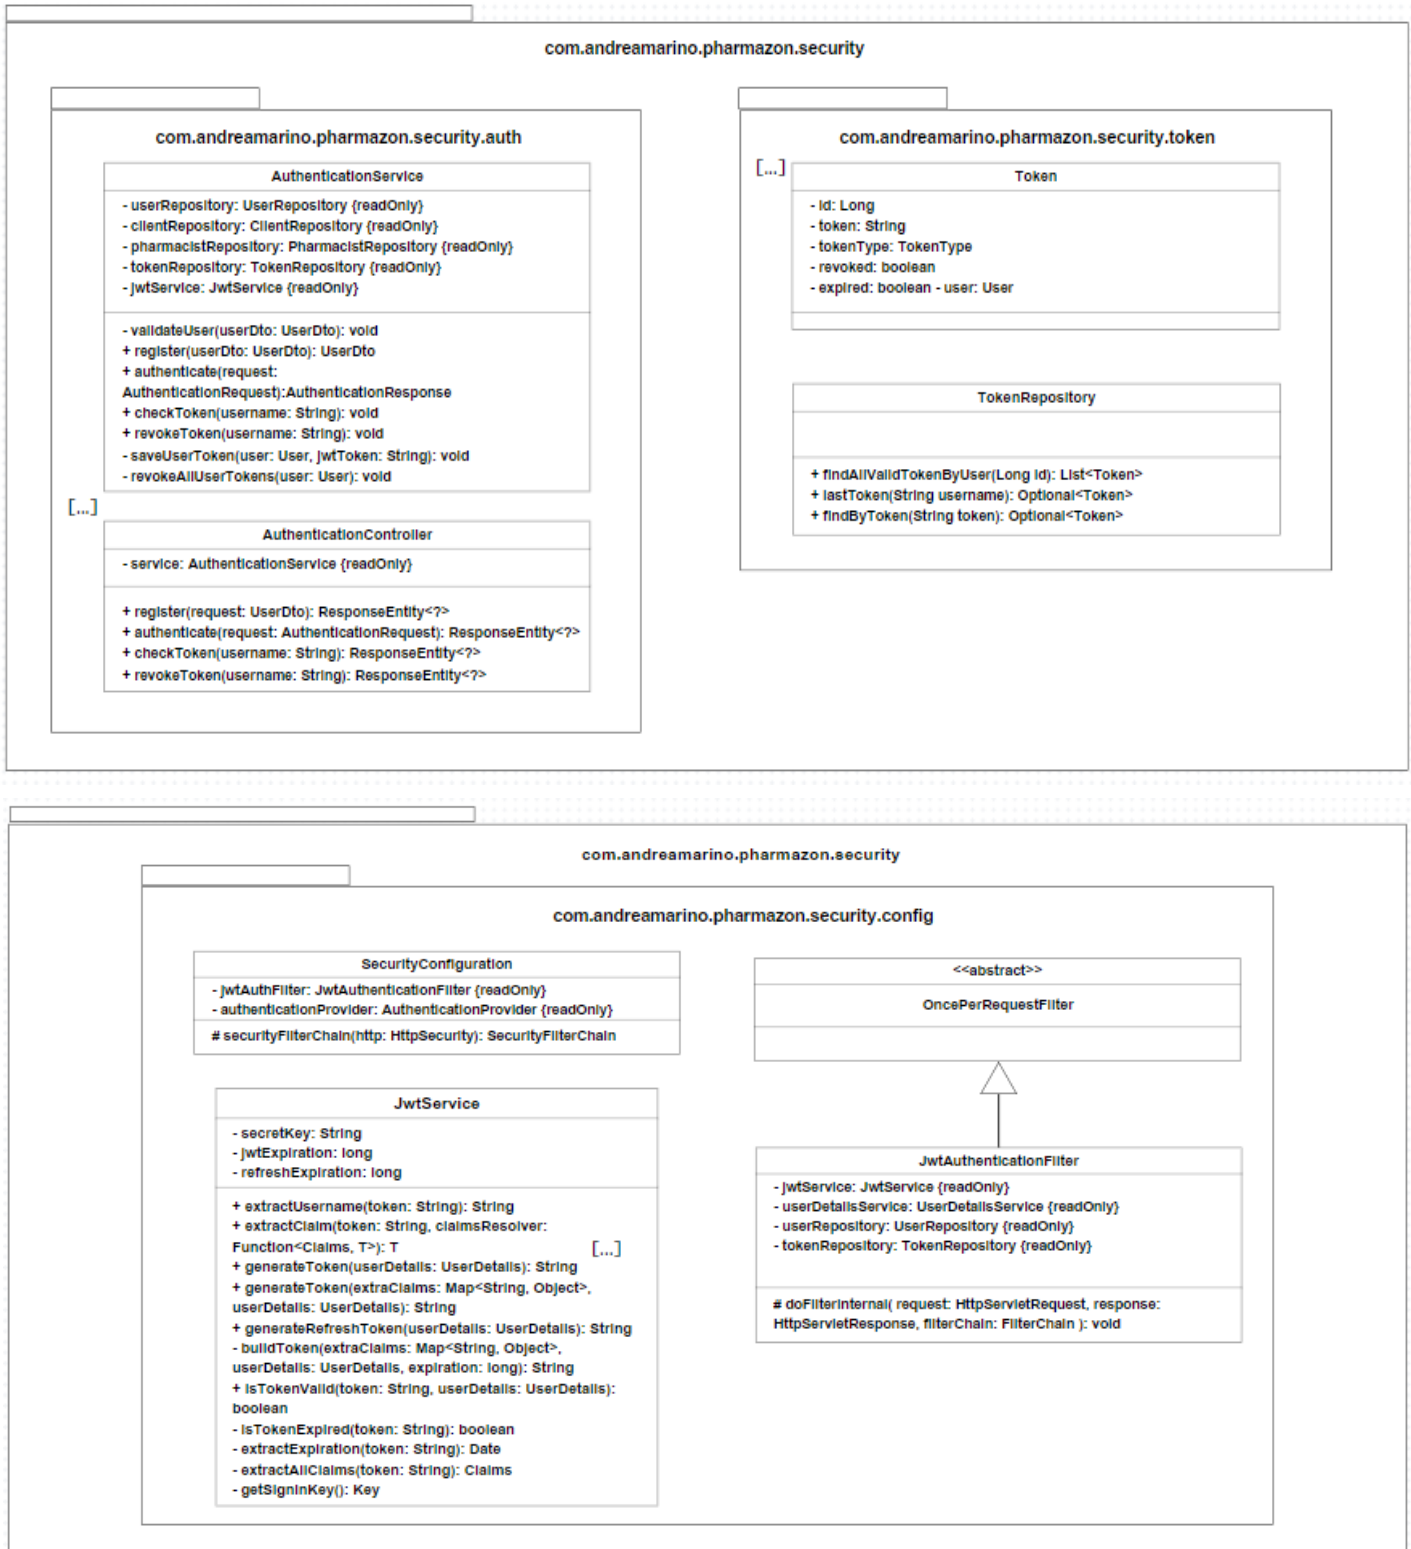 com.andreamarino.pharmazon.security
com.andreamarino.pharmazon.security.auth
AuthenticationService
- userRepository: UserRepository {readOnly}
- clientRepository: ClientRepository {readOnly}
- pharmacistRepository: PharmacistRepository {readOnly}
- tokenRepository: TokenRepository {readOnly}
- jwtService: JwtService {readOnly}
- validateUser(userDto: UserDto): void
+ register(userDto: UserDto): UserDto
+ authenticate(request:
AuthenticationRequest):AuthenticationResponse
+ checkToken(username: String): void
+ revokeToken(username: String): void
- saveUserToken(user: User, jwtToken: String): void
- revokeAllUserTokens(user: User): void
[...]
AuthenticationController
- service: AuthenticationService {readOnly}
+ register(request: UserDto): ResponseEntity<?>
+ authenticate(request: AuthenticationRequest): ResponseEntity<?>
+ checkToken(username: String): ResponseEntity<?>
+ revokeToken(username: String): ResponseEntity<?>
com.andreamarino.pharmazon.security.token
[...]
Token
- id: Long
- token: String
- tokenType: TokenType
- revoked: boolean
- expired: boolean - user: User
TokenRepository
+ findAllValidTokenByUser(Long id): List<Token>
+ lastToken(String username): Optional<Token>
+ findByToken(String token): Optional<Token>
com.andreamarino.pharmazon.security
com.andreamarino.pharmazon.security.config
SecurityConfiguration
- jwtAuthFilter: JwtAuthenticationFilter {readOnly}
- authenticationProvider: AuthenticationProvider {readOnly}
# securityFilterChain(http: HttpSecurity): SecurityFilterChain
JwtService
- secretKey: String
- jwtExpiration: long
- refreshExpiration: long
+ extractUsername(token: String): String
+ extractClaim(token: String, claimsResolver:
Function<Claims, T>): T
[...]
+ generateToken(userDetails: UserDetails): String
+ generateToken(extraClaims: Map<String, Object>,
userDetails: UserDetails): String
+ generateRefreshToken(userDetails: UserDetails): String
- buildToken(extraClaims: Map<String, Object>,
userDetails: UserDetails, expiration: long): String
+ isTokenValid(token: String, userDetails: UserDetails):
boolean
- isTokenExpired(token: String): boolean
- extractExpiration(token: String): Date
- extractAllClaims(token: String): Claims
- getSignInKey(): Key
<<abstract>>
OncePerRequestFilter
JwtAuthenticationFilter
- jwtService: JwtService {readOnly}
- userDetailsService: UserDetailsService {readOnly}
- userRepository: UserRepository {readOnly}
- tokenRepository: TokenRepository {readOnly}
# doFilterInternal( request: HttpServletRequest, response:
HttpServletResponse, filterChain: FilterChain ): void